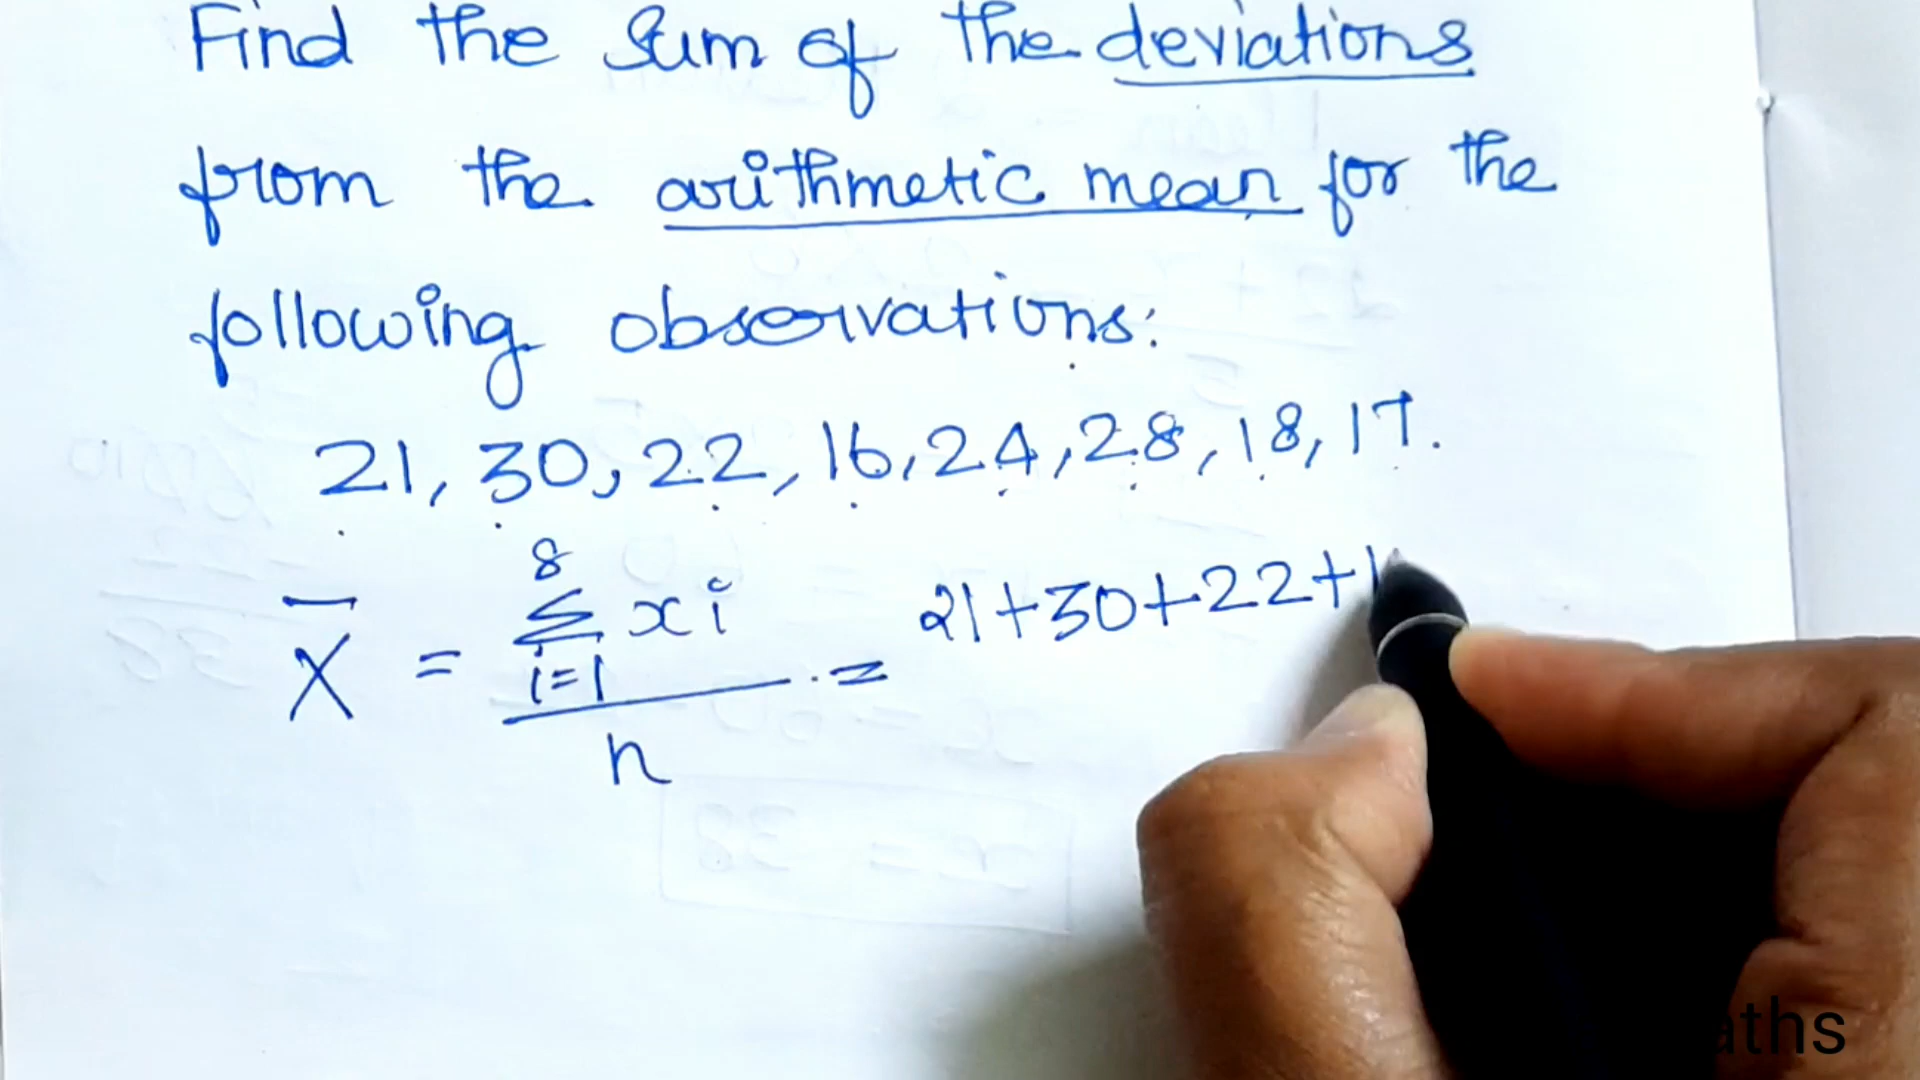 Find the Sum of the deviations
from the arithmetic mean for the
following observations:
21, 30, 22, 16, 24, 28, 18, 17.
X̄ = 8 Σ i=1 xi / n = 21+30+22+1
aths